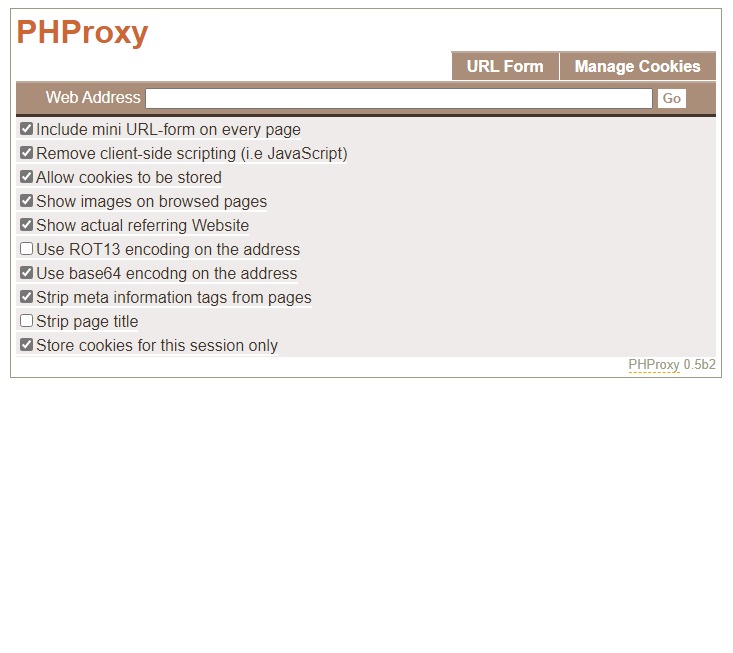 PHProxy
URL Form Manage Cookies
Web Address Go
Include mini URL-form on every page
Remove client-side scripting (i.e JavaScript)
Allow cookies to be stored
Show images on browsed pages
Show actual referring Website
Use ROT13 encoding on the address
Use base64 encodng on the address
Strip meta information tags from pages
Strip page title
Store cookies for this session only
PHProxy 0.5b2